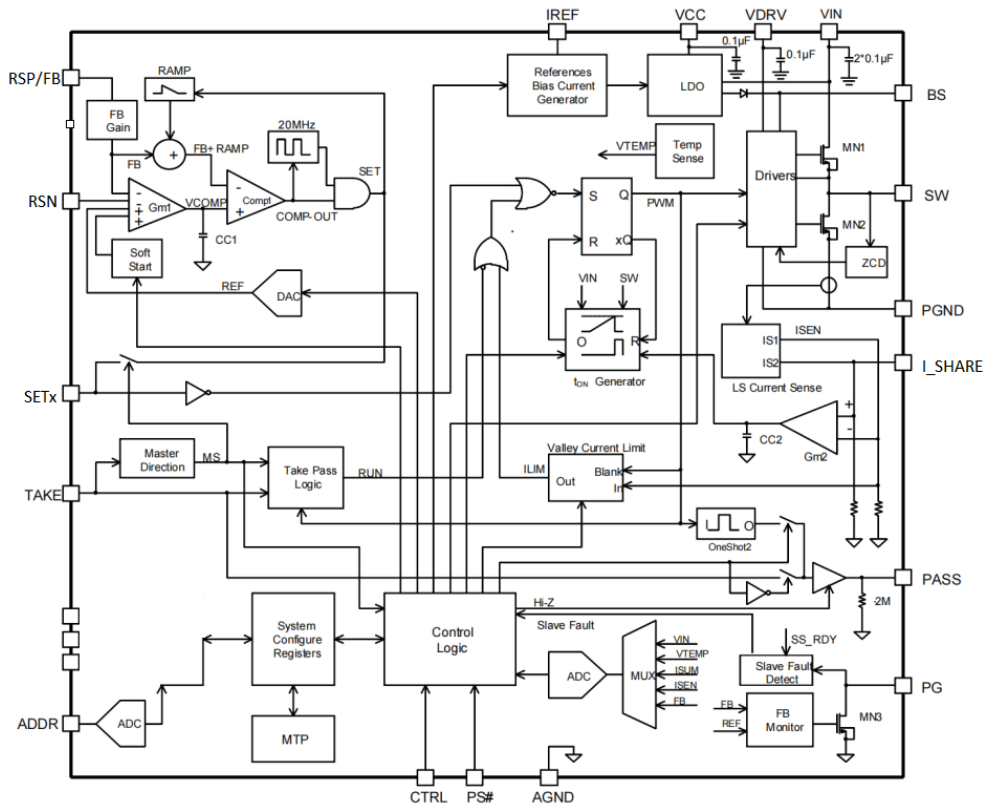 IREF
VCC
VDRV
VIN
0.1µF
0.1µF
2*0.1µF
RSP/FB
RAMP
References
Bias Current
Generator
LDO
BS
FB
Gain
20MHz
VTEMP
Temp
Sense
FB
FB+ RAMP
SET
MN1
Drivers
RSN
Gm1
VCOMP
Comp1
COMP-OUT
S
Q
PWM
SW
MN2
CC1
Soft
Start
R
xQ
ZCD
REF
DAC
VIN
SW
PGND
O
R
tON Generator
IS1
IS2
ISEN
LS Current Sense
I_SHARE
SETx
+
-
CC2
Gm2
Master
Direction
MS
Take Pass
Logic
RUN
ILIM
Valley Current Limit
Blank
Out
In
TAKE
O
OneShot2
PASS
-2M
Hi-Z
Slave Fault
System
Configure
Registers
Control
Logic
ADC
MUX
VIN
VTEMP
ISUM
ISEN
FB
SS_RDY
Slave Fault
Detect
PG
ADDR
ADC
MTP
FB
REF
FB
Monitor
MN3
CTRL
PS#
AGND